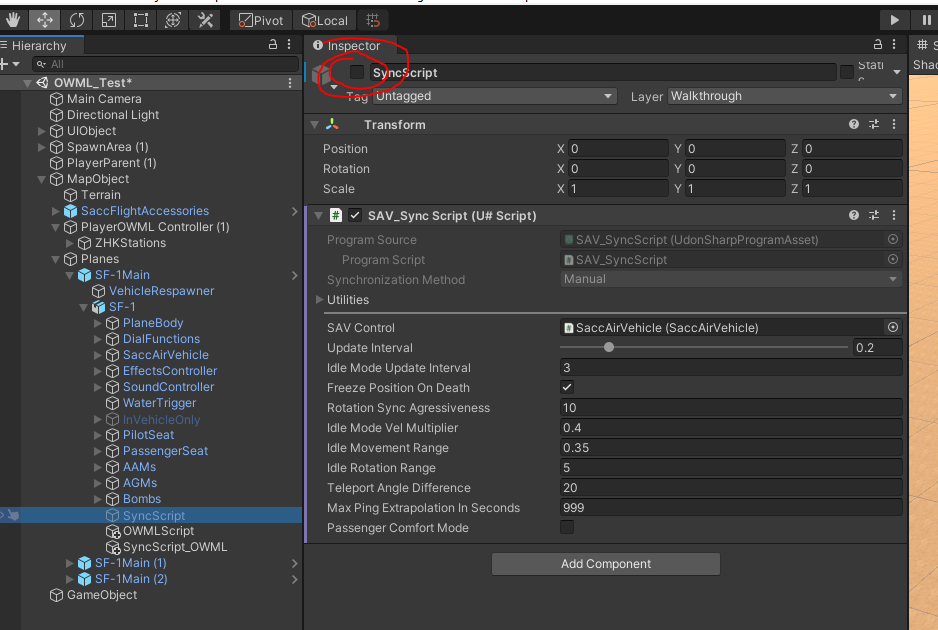 Pivot Local
Hierarchy
All
OWML_Test*
Main Camera
Directional Light
UIObject
SpawnArea (1)
PlayerParent (1)
MapObject
Terrain
SaccFlightAccessories
PlayerOWML Controller (1)
ZHKStations
Planes
SF-1Main
VehicleRespawner
SF-1
PlaneBody
DialFunctions
SaccAirVehicle
EffectsController
SoundController
WaterTrigger
InVehicleOnly
PilotSeat
PassengerSeat
AAMs
AGMs
Bombs
SyncScript
OWMLScript
SyncScript_OWML
SF-1Main (1)
SF-1Main (2)
GameObject
Inspector
SyncScript
Tag Untagged Layer Walkthrough
Transform
Position X 0 Y 0 Z 0
Rotation X 0 Y 0 Z 0
Scale X 1 Y 1 Z 1
# SAV_Sync Script (U# Script)
Program Source SAV_SyncScript (UdonSharpProgramAsset)
Program Script SAV_SyncScript
Synchronization Method Manual
Utilities
SAV Control SaccAirVehicle (SaccAirVehicle)
Update Interval 0.2
Idle Mode Update Interval 3
Freeze Position On Death
Rotation Sync Agressiveness 10
Idle Mode Vel Multiplier 0.4
Idle Movement Range 0.35
Idle Rotation Range 5
Teleport Angle Difference 20
Max Ping Extrapolation In Seconds 999
Passenger Comfort Mode
Add Component
# S
Shad